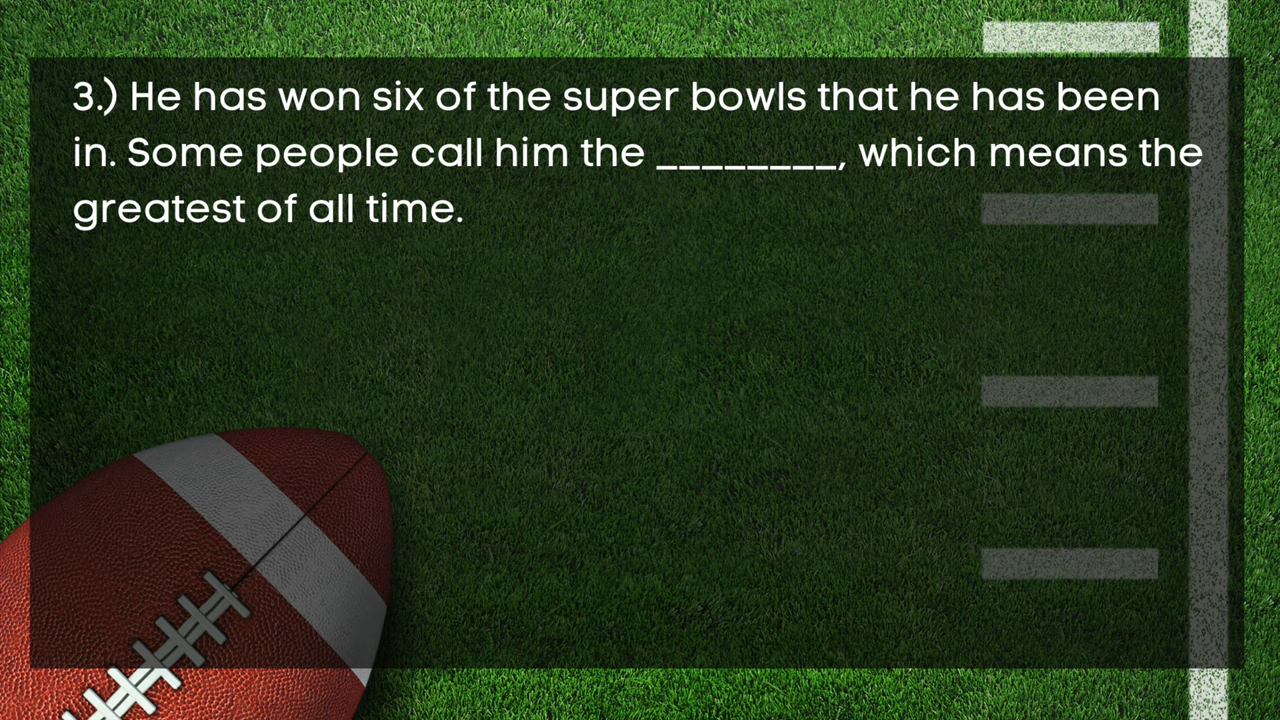 3.) He has won six of the super bowls that he has been
in. Some people call him the ________, which means the
greatest of all time.